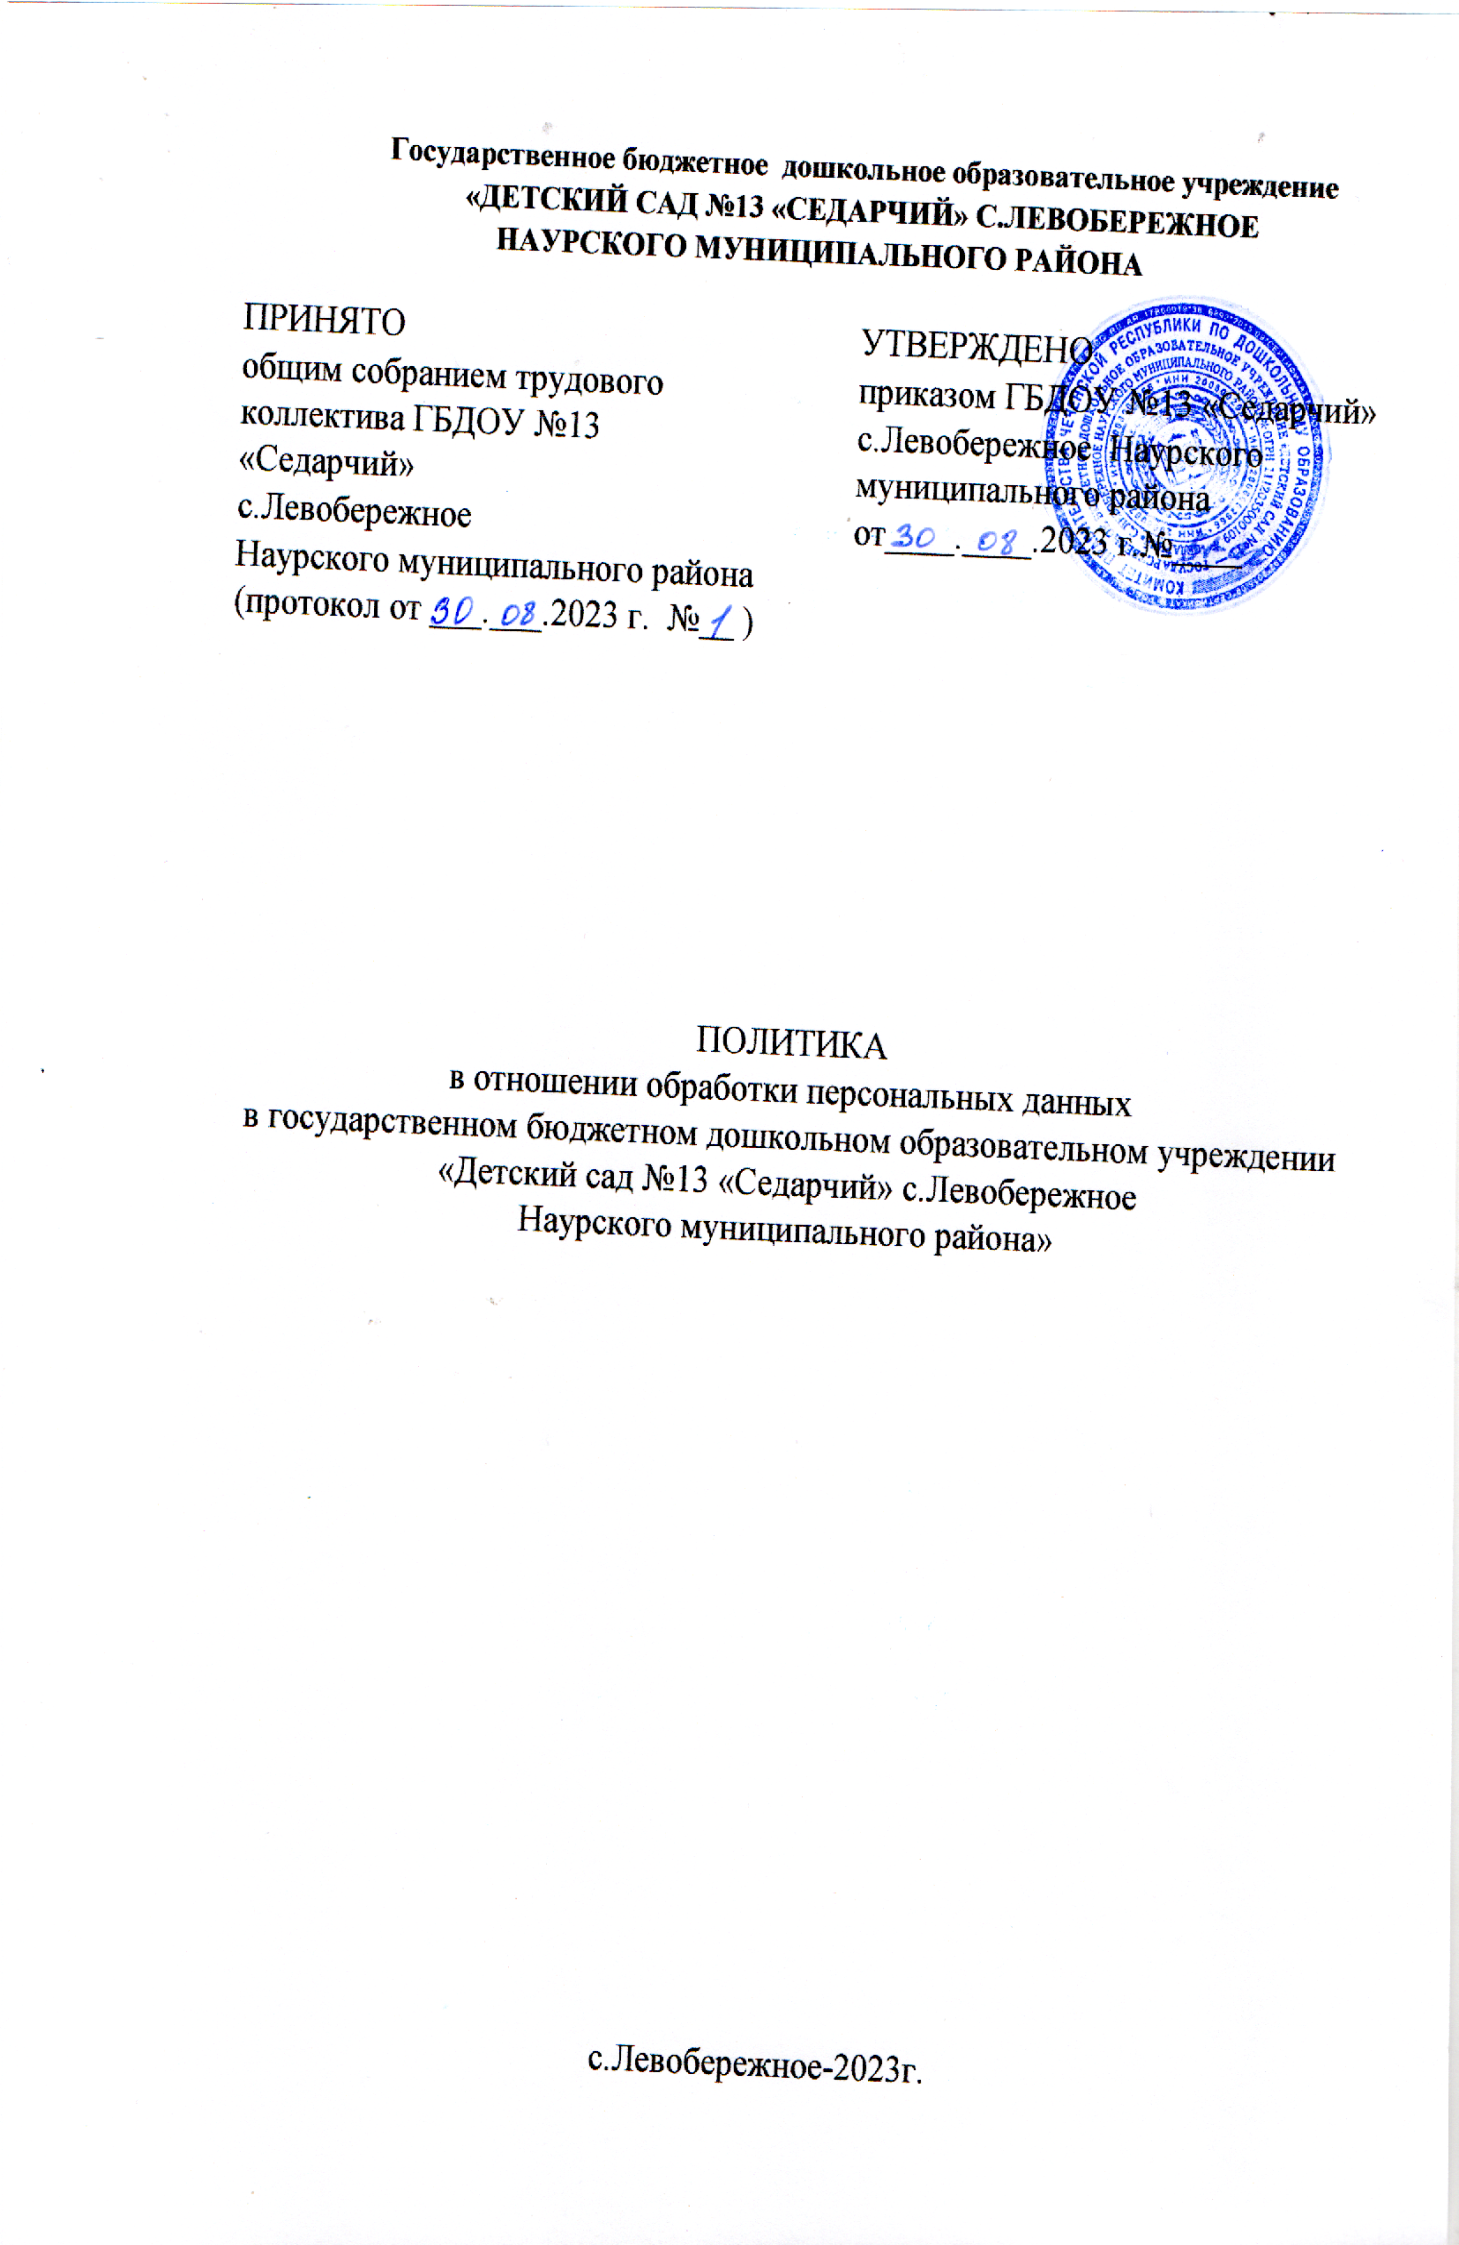 Государственное бюджетное дошкольное образовательное учреждение
«ДЕТСКИЙ САД №13 «СЕДАРЧИЙ» С.ЛЕВОБЕРЕЖНОЕ
НАУРСКОГО МУНИЦИПАЛЬНОГО РАЙОНА
ПРИНЯТО
общим собранием трудового
коллектива ГБДОУ №13
«Седарчий»
с.Левобережное
Наурского муниципального района
(протокол от 30.08.2023 г. №1)
УТВЕРЖДЕНО
приказом ГБДОУ №13 «Седарчий»
с.Левобережное Наурского
муниципального района
от 30.08.2023 г.№
ПОЛИТИКА
в отношении обработки персональных данных
в государственном бюджетном дошкольном образовательном учреждении
«Детский сад №13 «Седарчий» с.Левобережное
Наурского муниципального района»
с.Левобережное-2023г.